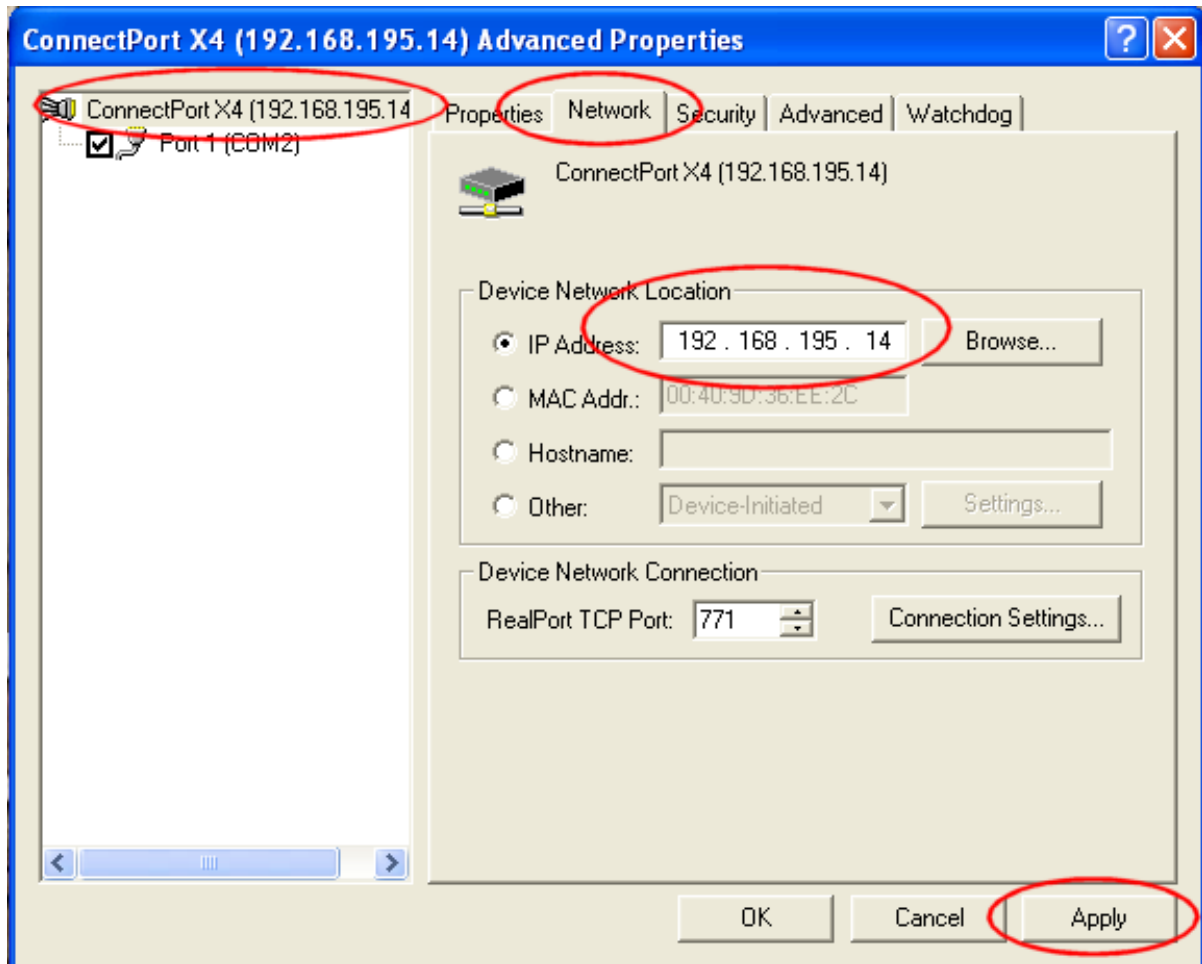 ConnectPort X4 (192.168.195.14) Advanced Properties
?
ConnectPort X4 (192.168.195.14
Port 1 (COM2)
Properties Network Security Advanced Watchdog
ConnectPort X4 (192.168.195.14)
Device Network Location
IP Address: 192 . 168 . 195 . 14 Browse...
MAC Addr.: 00:40:9D:36:EE:2C
Hostname:
Other: Device-Initiated Settings...
Device Network Connection
RealPort TCP Port: 771 Connection Settings...
OK Cancel Apply